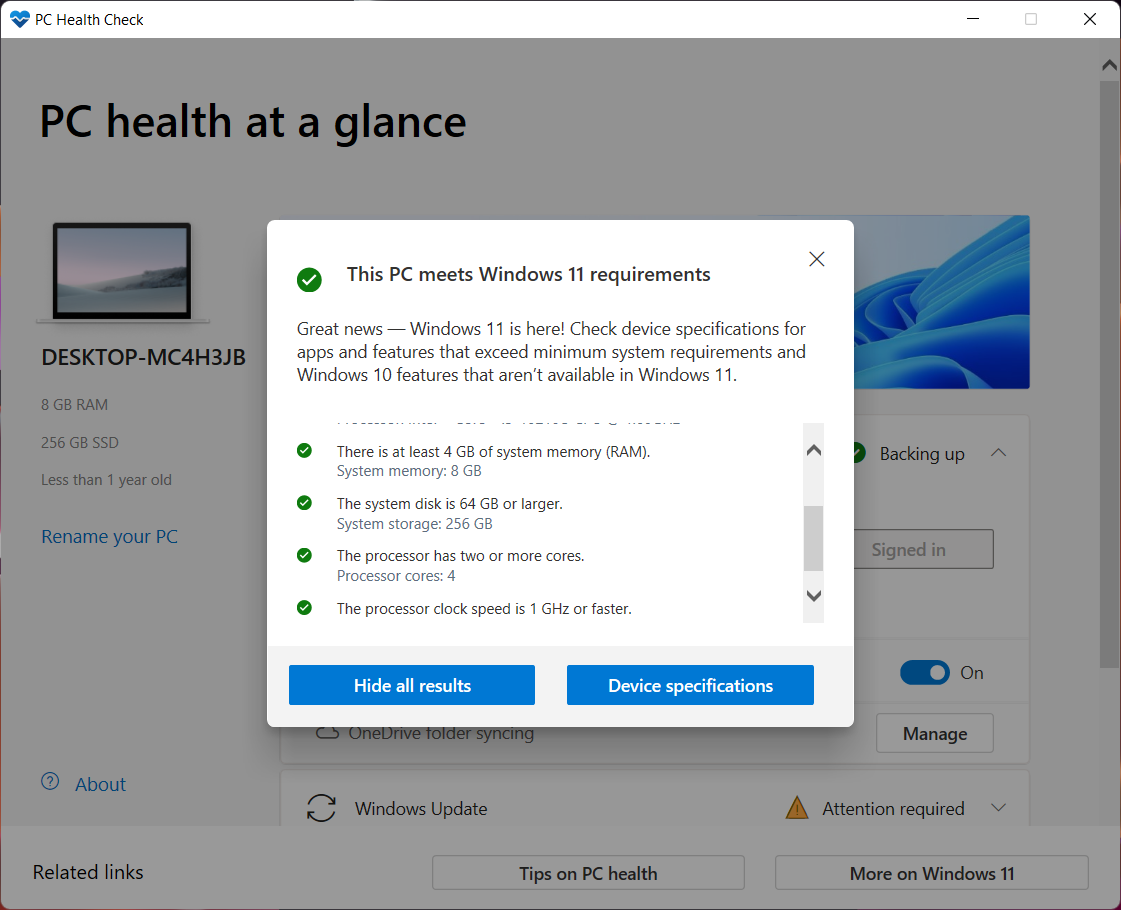 PC Health Check
PC health at a glance
DESKTOP-MC4H3JB
8 GB RAM
256 GB SSD
Less than 1 year old
Rename your PC
About
This PC meets Windows 11 requirements
Great news — Windows 11 is here! Check device specifications for
apps and features that exceed minimum system requirements and
Windows 10 features that aren’t available in Windows 11.
There is at least 4 GB of system memory (RAM).
System memory: 8 GB
The system disk is 64 GB or larger.
System storage: 256 GB
The processor has two or more cores.
Processor cores: 4
The processor clock speed is 1 GHz or faster.
Hide all results
Device specifications
Backing up
Signed in
On
OneDrive folder syncing
Manage
Windows Update
Attention required
Related links
Tips on PC health
More on Windows 11